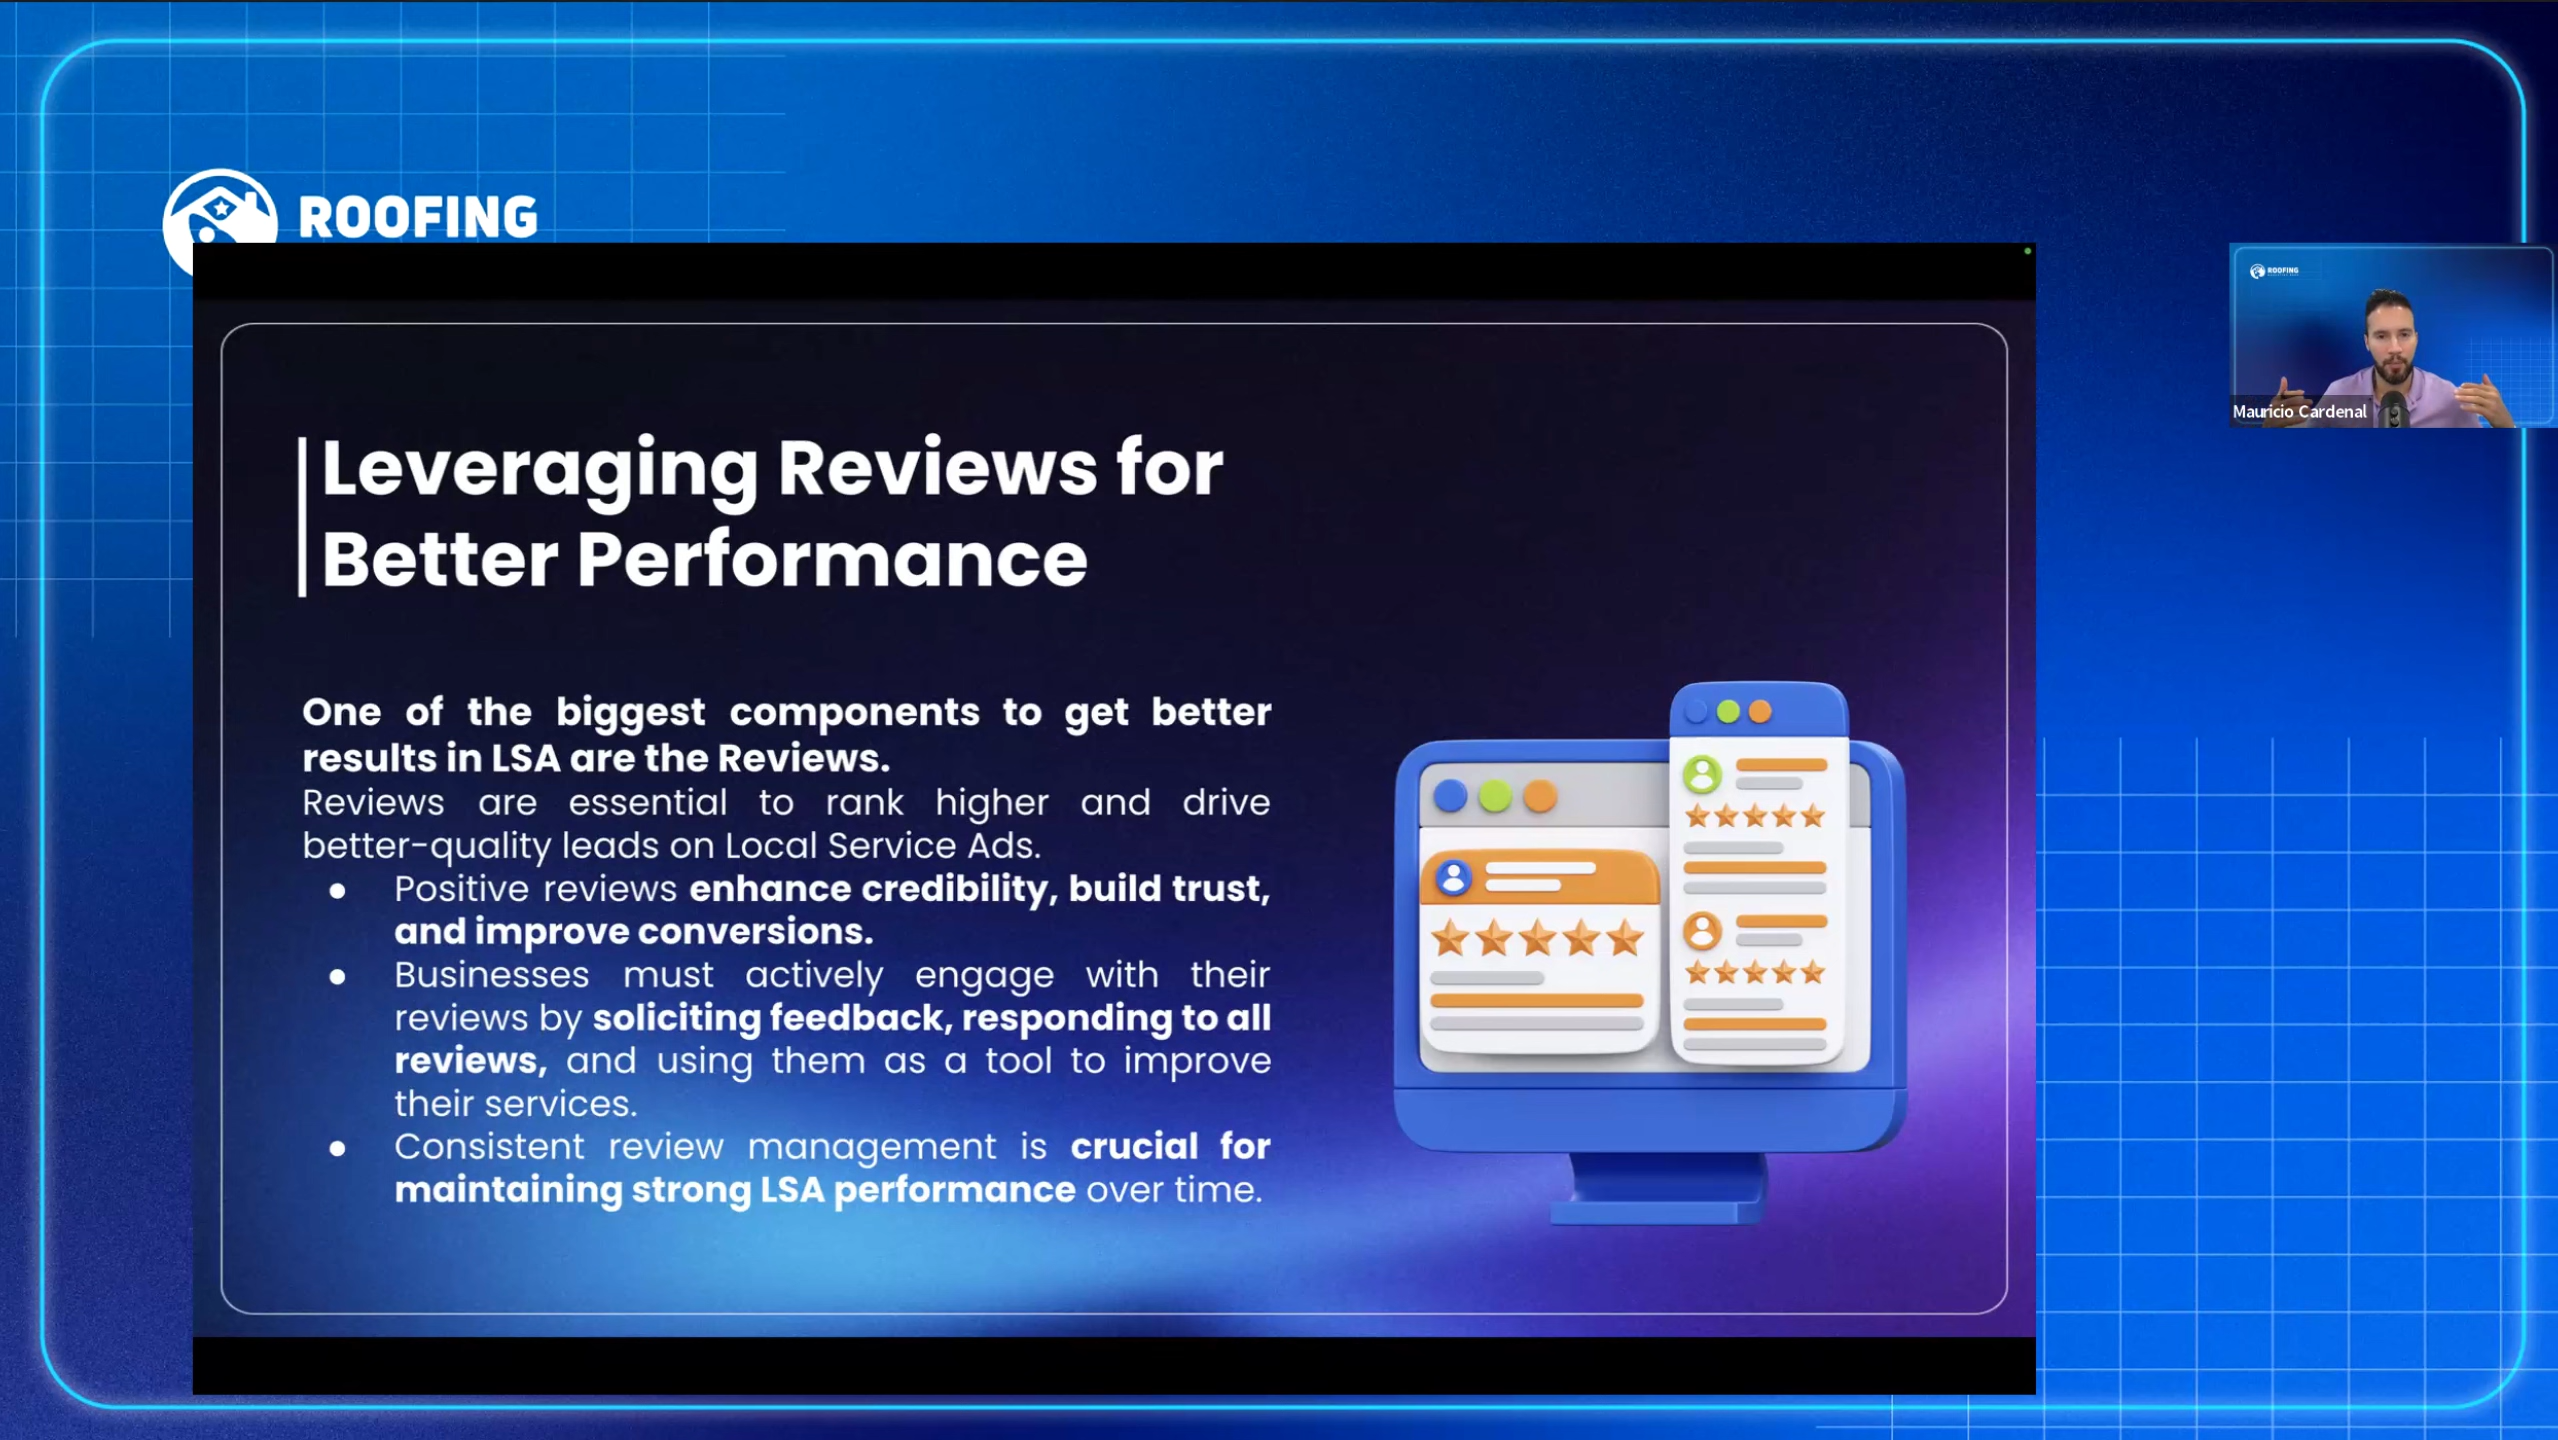 ROOFING
Leveraging Reviews for
Better Performance
One of the biggest components to get better
results in LSA are the Reviews.
Reviews are essential to rank higher and drive
better-quality leads on Local Service Ads.
● Positive reviews enhance credibility, build trust,
and improve conversions.
● Businesses must actively engage with their
reviews by soliciting feedback, responding to all
reviews, and using them as a tool to improve
their services.
● Consistent review management is crucial for
maintaining strong LSA performance over time.
ROOFING
Mauricio Cardenal